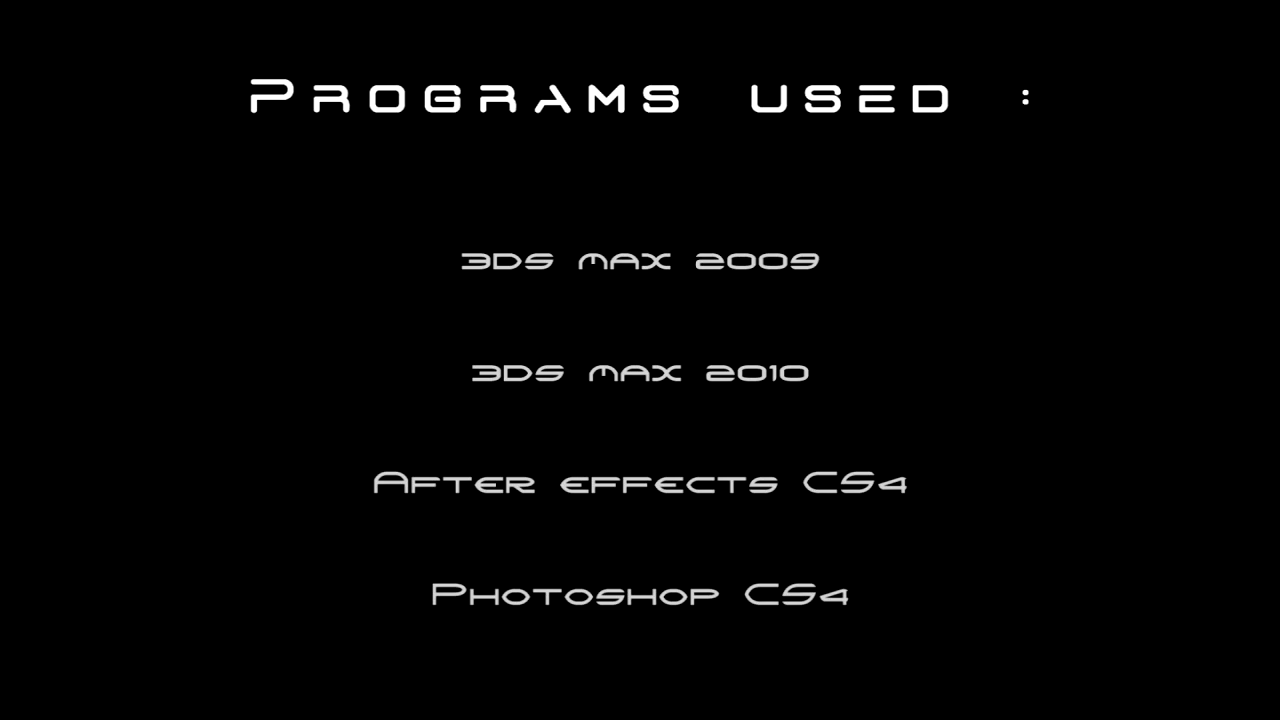 Programs used :
3ds max 2009
3ds max 2010
After effects CS4
Photoshop CS4